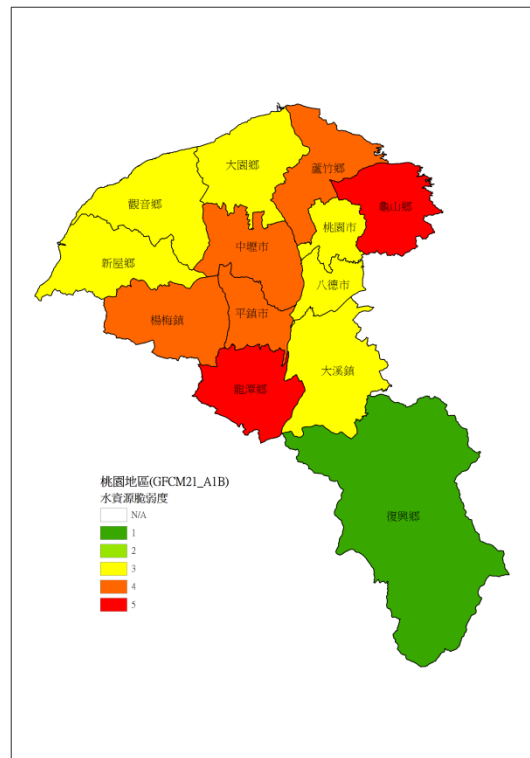 大園鄉
蘆竹鄉
龜山鄉
觀音鄉
桃園市
中壢市
新屋鄉
八德市
楊梅鎮
平鎮市
大溪鎮
龍潭鄉
復興鄉
桃園地區(GFCM21_A1B)
水資源脆弱度
N/A
1
2
3
4
5